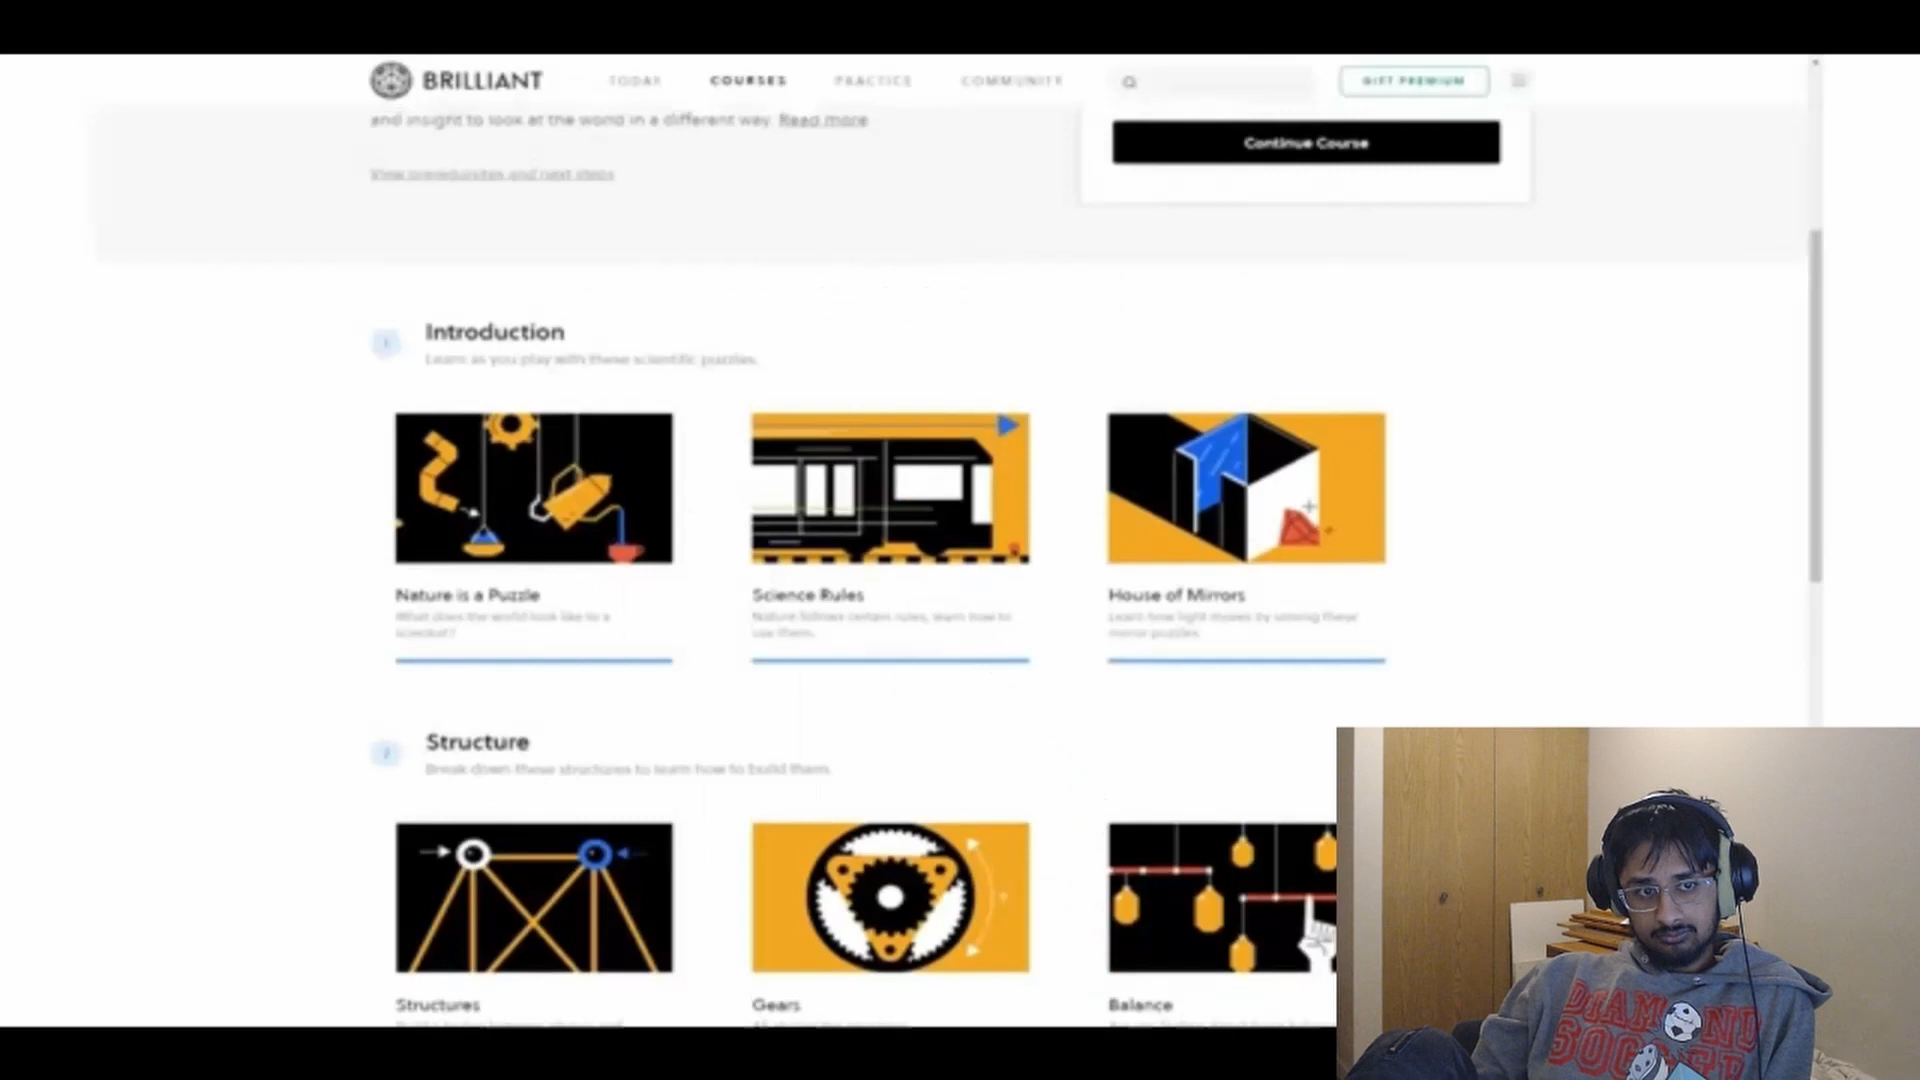 BRILLIANT
TODAY
COURSES
PRACTICE
COMMUNITY
GIFT PREMIUM
and insight to look at the world in a different way. Read more
Continue Course
View prerequisites and next steps
1
Introduction
Learn as you play with these scientific puzzles.
Nature is a Puzzle
What does the world look like to a
scientist?
Science Rules
Nature follows certain rules, learn how to
use them.
House of Mirrors
Learn how light moves by solving these
mirror puzzles.
2
Structure
Break down these structures to learn how to build them.
Structures
Gears
Balance
DIAMOND
SOCCER